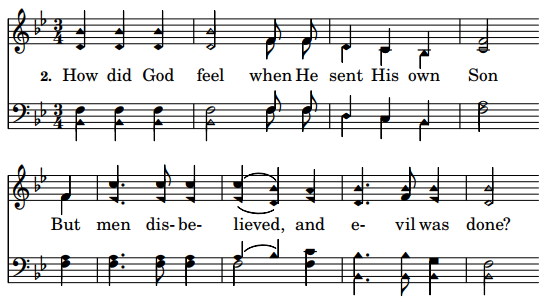 2. How did God feel when He sent His own Son
But men dis- be- lieved, and e- vil was done?